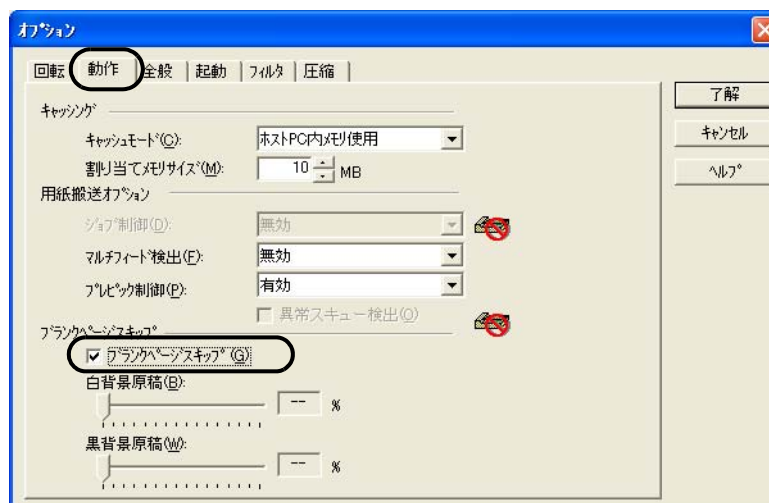 オプション
回転 動作 全般 起動 フィルタ 圧縮
了解
キャンセル
ヘルプ
キャッシング
キャッシュモード(C): ホストPC内メモリ使用
割り当てメモリサイズ(M): 10 MB
用紙搬送オプション
ジョブ制御(D): 無効
マルチフィード検出(F): 無効
プレピック制御(P): 有効
異常スキュー検出(O)
ブランクページスキップ
ブランクページスキップ(G)
白背景原稿(B):
-- %
黒背景原稿(W):
-- %